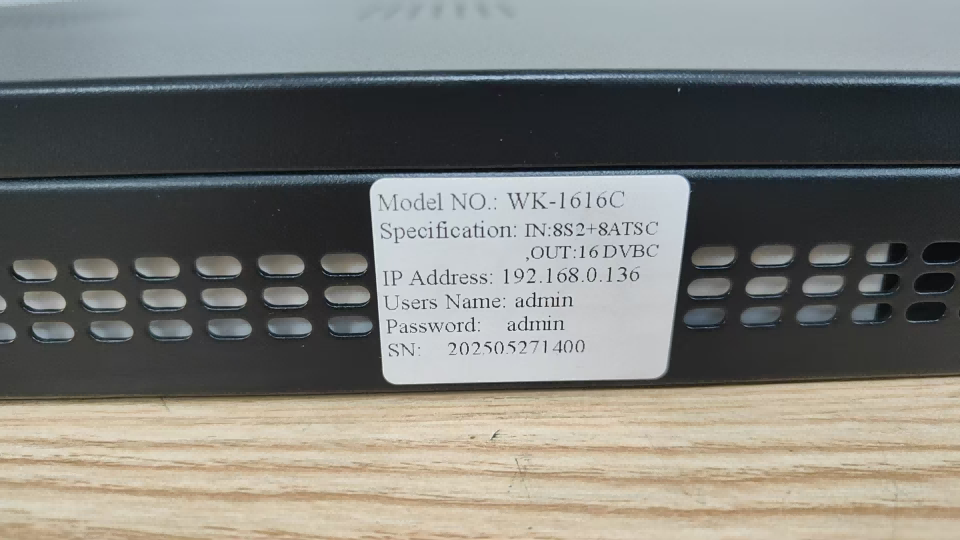 Model NO.: WK-1616C
Specification: IN:8S2+8ATSC
,OUT:16 DVBC
IP Address: 192.168.0.136
Users Name: admin
Password: admin
SN: 202505271400